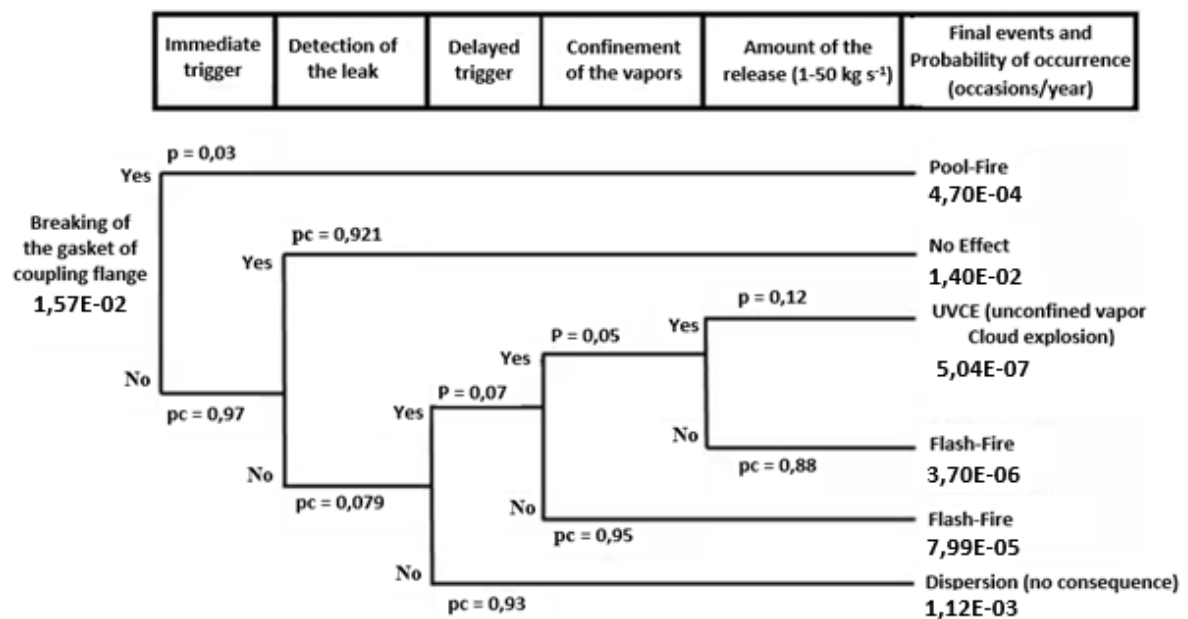 Immediate
trigger
Detection of
the leak
Delayed
trigger
Confinement
of the vapors
Amount of the
release (1-50 kg s⁻¹)
Final events and
Probability of occurrence
(occasions/year)
p = 0,03
Yes
Pool-Fire
4,70E-04
Breaking of
the gasket of
coupling flange
1,57E-02
pc = 0,921
Yes
No Effect
1,40E-02
p = 0,12
Yes
UVCE (unconfined vapor
Cloud explosion)
5,04E-07
P = 0,05
Yes
No
pc = 0,97
P = 0,07
Yes
No
pc = 0,88
Flash-Fire
3,70E-06
No
pc = 0,079
No
pc = 0,95
Flash-Fire
7,99E-05
No
pc = 0,93
Dispersion (no consequence)
1,12E-03